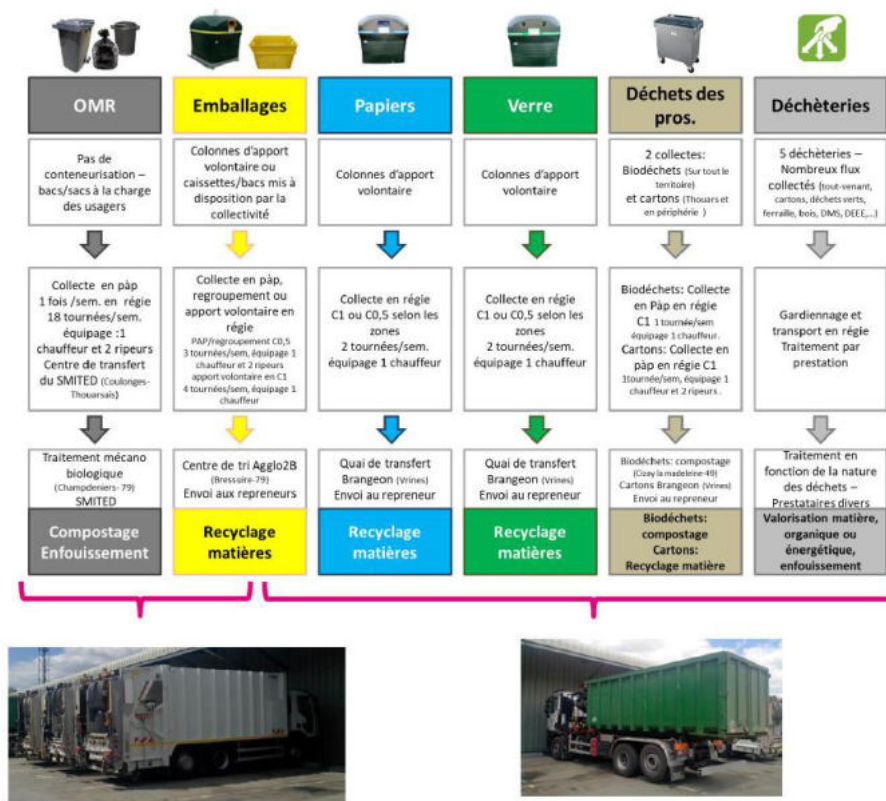 OMR
Pas de
conteneurisation –
bacs/sacs à la charge
des usagers
Collecte en pàp
1 fois /sem. en régie
18 tournées/sem.
équipage :1
chauffeur et 2 ripeurs
Centre de transfert
du SMITED (Coulonges-
Thouarsais)
Traitement mécano
biologique
(Champdeniers- 79)
SMITED
Compostage
Enfouissement
Emballages
Colonnes d'apport
volontaire ou
caissettes/bacs mis à
disposition par la
collectivité
Collecte en pàp,
regroupement ou
apport volontaire en
régie
PAP/regroupement C0,5
3 tournées/sem, équipage 1
chauffeur et 2 ripeurs
apport volontaire en C1
4 tournées/sem, équipage 1
chauffeur
Centre de tri Agglo2B
(Bressuire-79)
Envoi aux repreneurs
Recyclage
matières
Papiers
Colonnes d'apport
volontaire
Collecte en régie
C1 ou C0,5 selon les
zones
2 tournées/sem.
équipage 1 chauffeur
Quai de transfert
Brangeon (Vrines)
Envoi au repreneur
Recyclage
matières
Verre
Colonnes d'apport
volontaire
Collecte en régie
C1 ou C0,5 selon les
zones
2 tournées/sem.
équipage 1 chauffeur
Quai de transfert
Brangeon (Vrines)
Envoi au repreneur
Recyclage
matières
Déchets des
pros.
2 collectes:
Biodéchets (Sur tout le
territoire)
et cartons (Thouars et
en périphérie )
Biodéchets: Collecte
en Pàp en régie
C1 1 tournée/sem
équipage 1 chauffeur.
Cartons: Collecte en
pàp en régie C1
1tournée/sem, équipage 1
chauffeur et 2 ripeurs .
Biodéchets: compostage
(Cizay la madeleine-49)
Cartons Brangeon (Vrines)
Envoi au repreneur
Biodéchets:
compostage
Cartons:
Recyclage matière
Déchèteries
5 déchèteries –
Nombreux flux
collectés (tout-venant,
cartons, déchets verts,
ferraille, bois, DMS, DEEE,...)
Gardiennage et
transport en régie
Traitement par
prestation
Traitement en
fonction de la nature
des déchets –
Prestataires divers
Valorisation matière,
organique ou
énergétique,
enfouissement